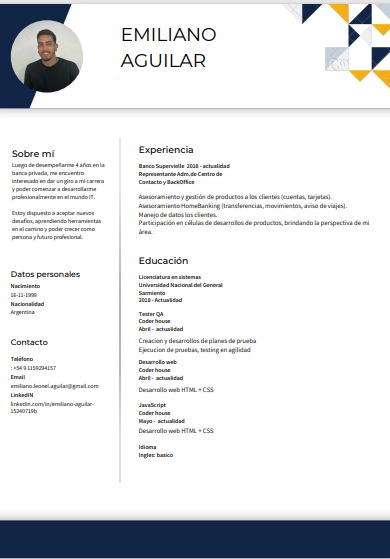 EMILIANO
AGUILAR
Sobre mí
Luego de desempeñarme 4 años en la
banca privada, me encuentro
interesado en dar un giro a mi carrera
y poder comenzar a desarrollarme
profesionalmente en el mundo IT.
Estoy dispuesto a aceptar nuevos
desafíos, aprendiendo herramientas
en el camino y poder crecer como
persona y futuro profesional.
Datos personales
Nacimiento
16-11-1999
Nacionalidad
Argentina
Contacto
Teléfono
: +54 9 1159294157
Email
emiliano.leonel.aguilar@gmail.com
LinkedIN
linkedin.com/in/emiliano-aguilar-
15240719b
Experiencia
Banco Supervielle 2018 - actualidad
Representante Adm.de Centro de
Contacto y BackOffice
Asesoramiento y gestión de productos a los clientes (cuentas, tarjetas).
Asesoramiento HomeBanking (transferencias, movimientos, aviso de viajes).
Manejo de datos los clientes.
Participación en células de desarrollos de productos, brindando la perspectiva de mi
área.
Educación
Licenciatura en sistemas
Universidad Nacional del General
Sarmiento
2018 - Actualidad
Tester QA
Coder house
Abril - actualidad
Creacion y desarrollos de planes de prueba
Ejecucion de pruebas, testing en agilidad
Desarrollo web
Coder house
Abril - actualidad
Desarrollo web HTML + CSS
JavaScript
Coder house
Mayo - actualidad
Desarrollo web HTML + CSS
Idioma
Ingles: basico